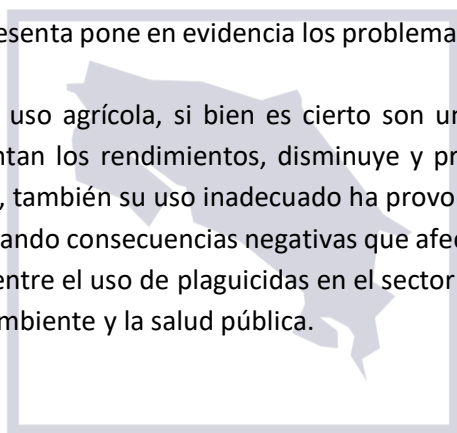 esenta pone en evidencia los problema
uso agrícola, si bien es cierto son un
ntan los rendimientos, disminuye y pr
, también su uso inadecuado ha provo
ando consecuencias negativas que afec
entre el uso de plaguicidas en el sector
mbiente y la salud pública.